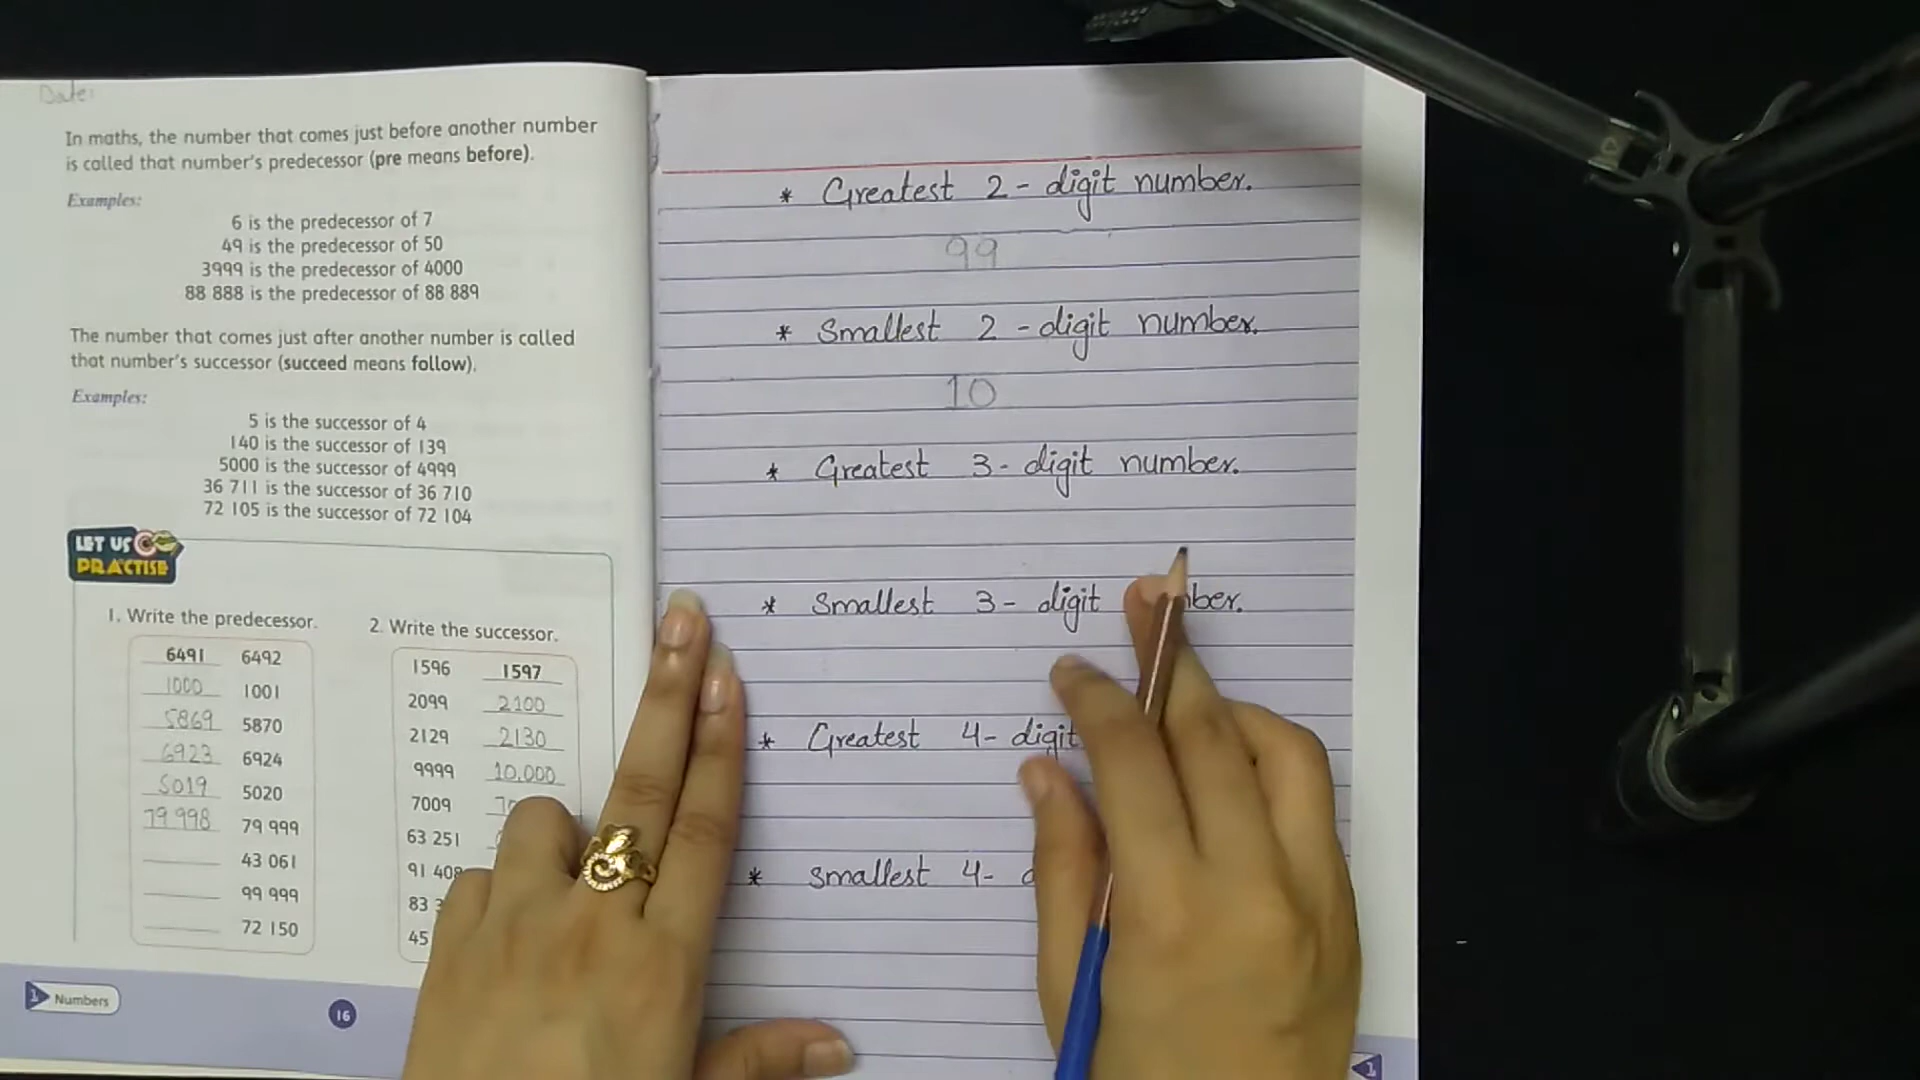 Date:
In maths, the number that comes just before another number
is called that number's predecessor (pre means before).
Examples:
6 is the predecessor of 7
49 is the predecessor of 50
3999 is the predecessor of 4000
88 888 is the predecessor of 88 889
The number that comes just after another number is called
that number's successor (succeed means follow).
Examples:
5 is the successor of 4
140 is the successor of 139
5000 is the successor of 4999
36 711 is the successor of 36 710
72 105 is the successor of 72 104
LET US
PRACTISE
1. Write the predecessor.
6491 6492
1000 1001
5869 5870
6923 6924
5019 5020
79 998 79 999
43 061
99 999
72 150
2. Write the successor.
1596 1597
2099 2100
2129 2130
9999 10,000
7009
63 251
91 408
83
45
1 Numbers
16
* Greatest 2 - digit number.
99
* Smallest 2 - digit number.
10
* Greatest 3 - digit number.
* Smallest 3 - digit
* Greatest 4 - digit
* smallest 4 -
1